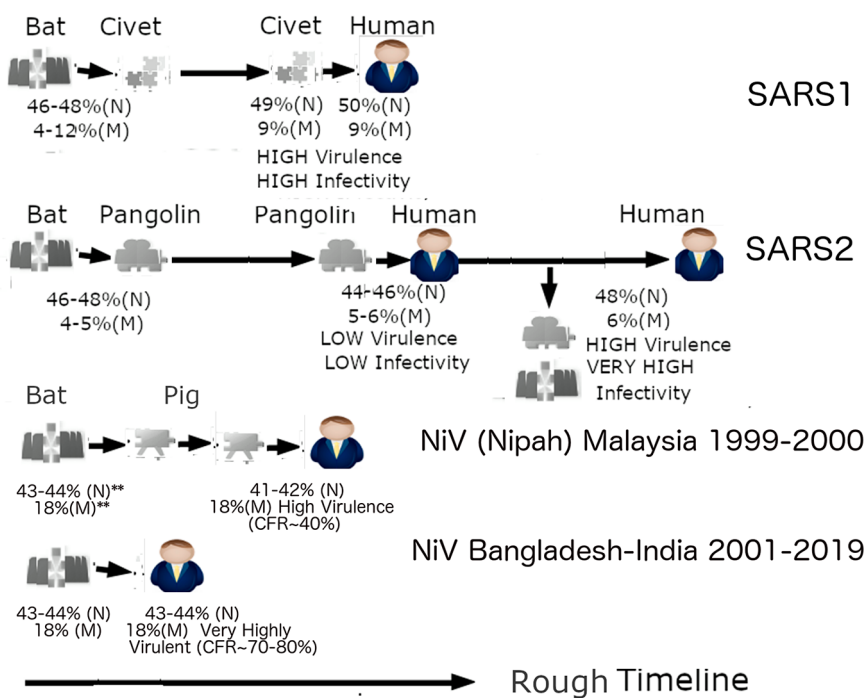 Bat Civet Civet Human
46-48%(N) 49%(N) 50%(N)
4-12%(M) 9%(M) 9%(M)
HIGH Virulence
HIGH Infectivity
SARS1
Bat Pangolin Pangolin Human Human
SARS2
46-48%(N) 44-46%(N) 48%(N)
4-5%(M) 5-6%(M) 6%(M)
LOW Virulence HIGH Virulence
LOW Infectivity VERY HIGH
Infectivity
Bat Pig
NiV (Nipah) Malaysia 1999-2000
43-44% (N)** 41-42% (N)
18%(M)** 18%(M) High Virulence
(CFR~40%)
NiV Bangladesh-India 2001-2019
43-44% (N) 43-44% (N)
18% (M) 18%(M) Very Highly
Virulent (CFR~70-80%)
Rough Timeline